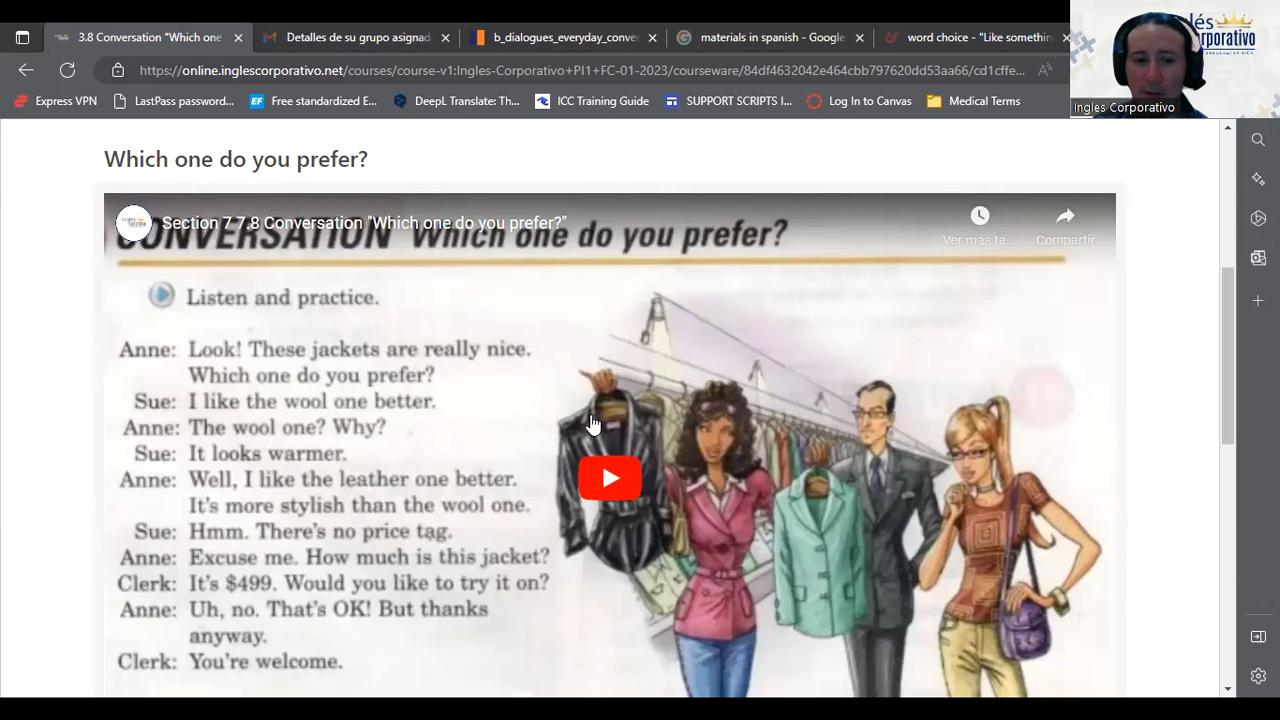 3.8 Conversation "Which one
Detalles de su grupo asignad
b_dialogues_everyday_conver
materials in spanish - Google
word choice - "Like somethin
https://online.inglescorporativo.net/courses/course-v1:Ingles-Corporativo+PI1+FC-01-2023/courseware/84df4632042e464cbb797620dd53aa66/cd1cffe...
Express VPN
LastPass password...
EF Free standardized E...
DeepL Translate: Th...
ICC Training Guide
SUPPORT SCRIPTS I...
Log In to Canvas
Medical Terms
Inglés Corporativo
Ingles Corporativo
Which one do you prefer?
Section 7 7.8 Conversation "Which one do you prefer?"
Ver más ta...
Compartir
CONVERSATION Which one do you prefer?
Listen and practice.
Anne: Look! These jackets are really nice.
Which one do you prefer?
Sue: I like the wool one better.
Anne: The wool one? Why?
Sue: It looks warmer.
Anne: Well, I like the leather one better.
It's more stylish than the wool one.
Sue: Hmm. There's no price tag.
Anne: Excuse me. How much is this jacket?
Clerk: It's $499. Would you like to try it on?
Anne: Uh, no. That's OK! But thanks
anyway.
Clerk: You're welcome.